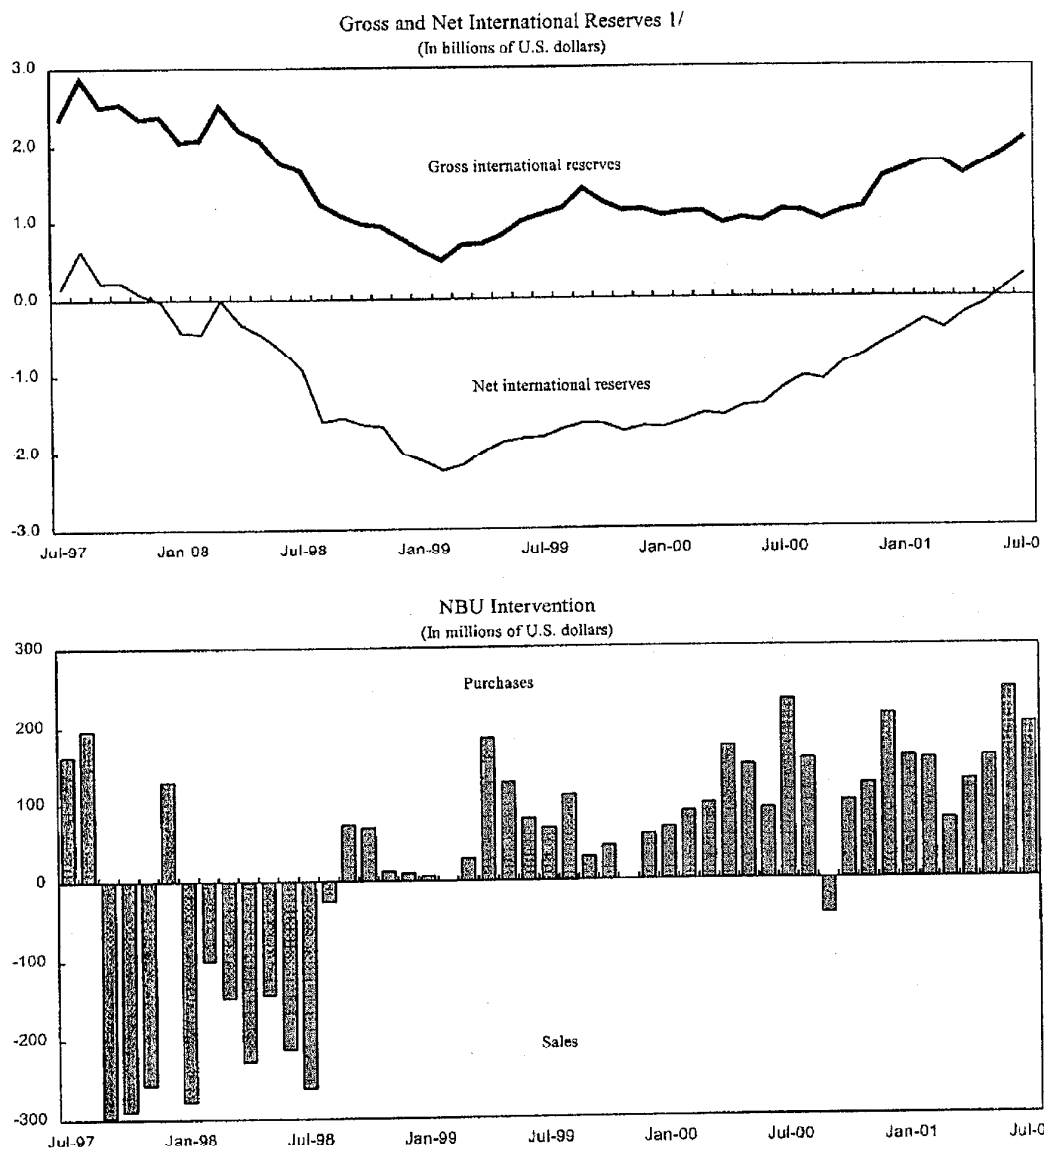 Gross and Net International Reserves 1/
(In billions of U.S. dollars)
3.0
2.0
Gross international reserves
1.0
0.0
-1.0
Net international reserves
-2.0
-3.0
Jul-97 Jan-98 Jul-98 Jan-99 Jul-99 Jan-00 Jul-00 Jan-01 Jul-0
NBU Intervention
(In millions of U.S. dollars)
300
Purchases
200
100
0
-100
-200
Sales
-300
Jul-97 Jan-98 Jul-98 Jan-99 Jul-99 Jan-00 Jul-00 Jan-01 Jul-0